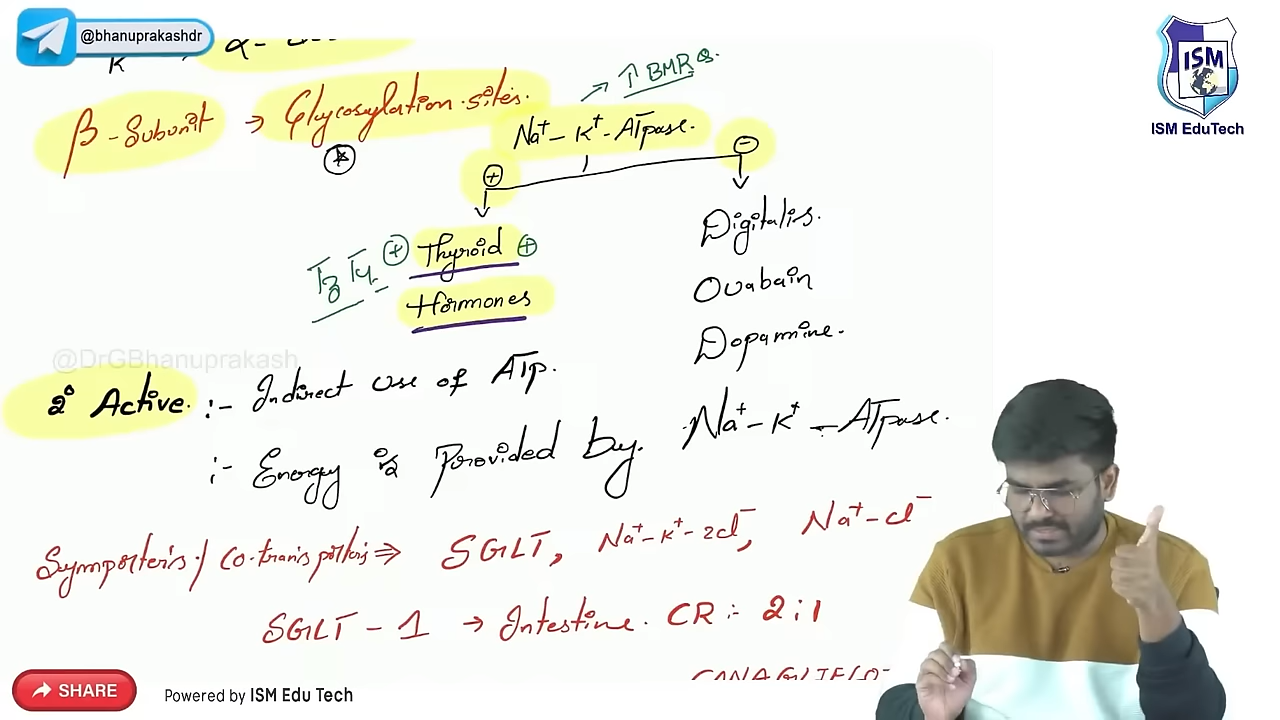 @bhanuprakashdr
ISM
ISM EduTech
K
β-Subunit → Glycosylation sites.
→ ↑ BMR
Na⁺-K⁺-ATPase.
⊕ ⊖
T3 T4 ⊕ Thyroid ⊕
Hormones
Digitalis.
Ouabain
Dopamine.
@DrGBhanuprakash
2° Active :- Indirect use of ATP.
:- Energy is Provided by. Na⁺-K⁺-ATPase.
Symporters / Co-transporters ⇒ SGLT, Na⁺-K⁺-2Cl⁻, Na⁺-Cl⁻
SGLT-1 → Intestine. CR :- 2:1
SHARE
Powered by ISM Edu Tech